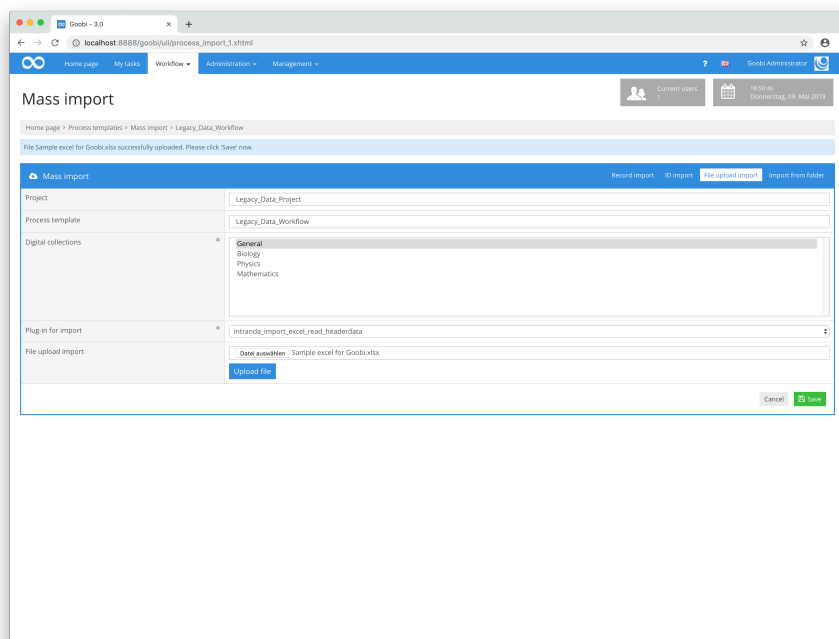 Goobi - 3.0
localhost:8888/goobi/uii/process_import_1.xhtml
Home page My tasks Workflow Administration Management ? Goobi Administrator
Mass import
Current users
18:50:46
Donnerstag, 09. Mai 2019
Home page > Process templates > Mass import > Legacy_Data_Workflow
File Sample excel for Goobi.xlsx successfully uploaded. Please click 'Save' now.
Mass import Record import ID import File upload import Import from folder
Project Legacy_Data_Project
Process template Legacy_Data_Workflow
Digital collections * General
Biology
Physics
Mathematics
Plug-in for import * intranda_import_excel_read_headerdata
File upload import Datei auswählen Sample excel for Goobi.xlsx
Upload file
Cancel Save